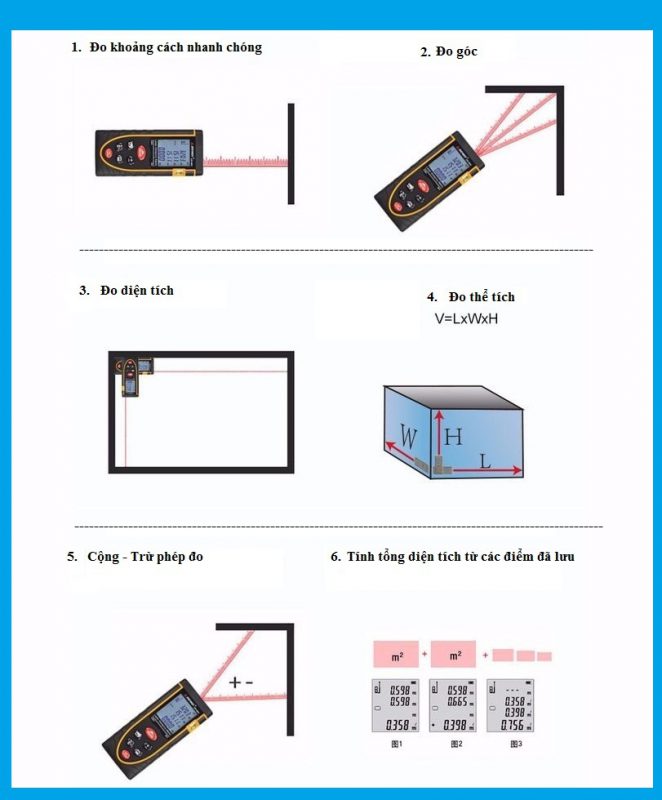 1. Đo khoảng cách nhanh chóng
2. Đo góc
3. Đo diện tích
4. Đo thể tích
V=LxWxH
W
H
L
5. Cộng - Trừ phép đo
6. Tính tổng diện tích từ các điểm đã lưu
+ -
m² + m² +
0.598
0.598
0.358
图1
0.598
0.665
+ 0.398
图2
---
0.358
0.398
0.756
图3